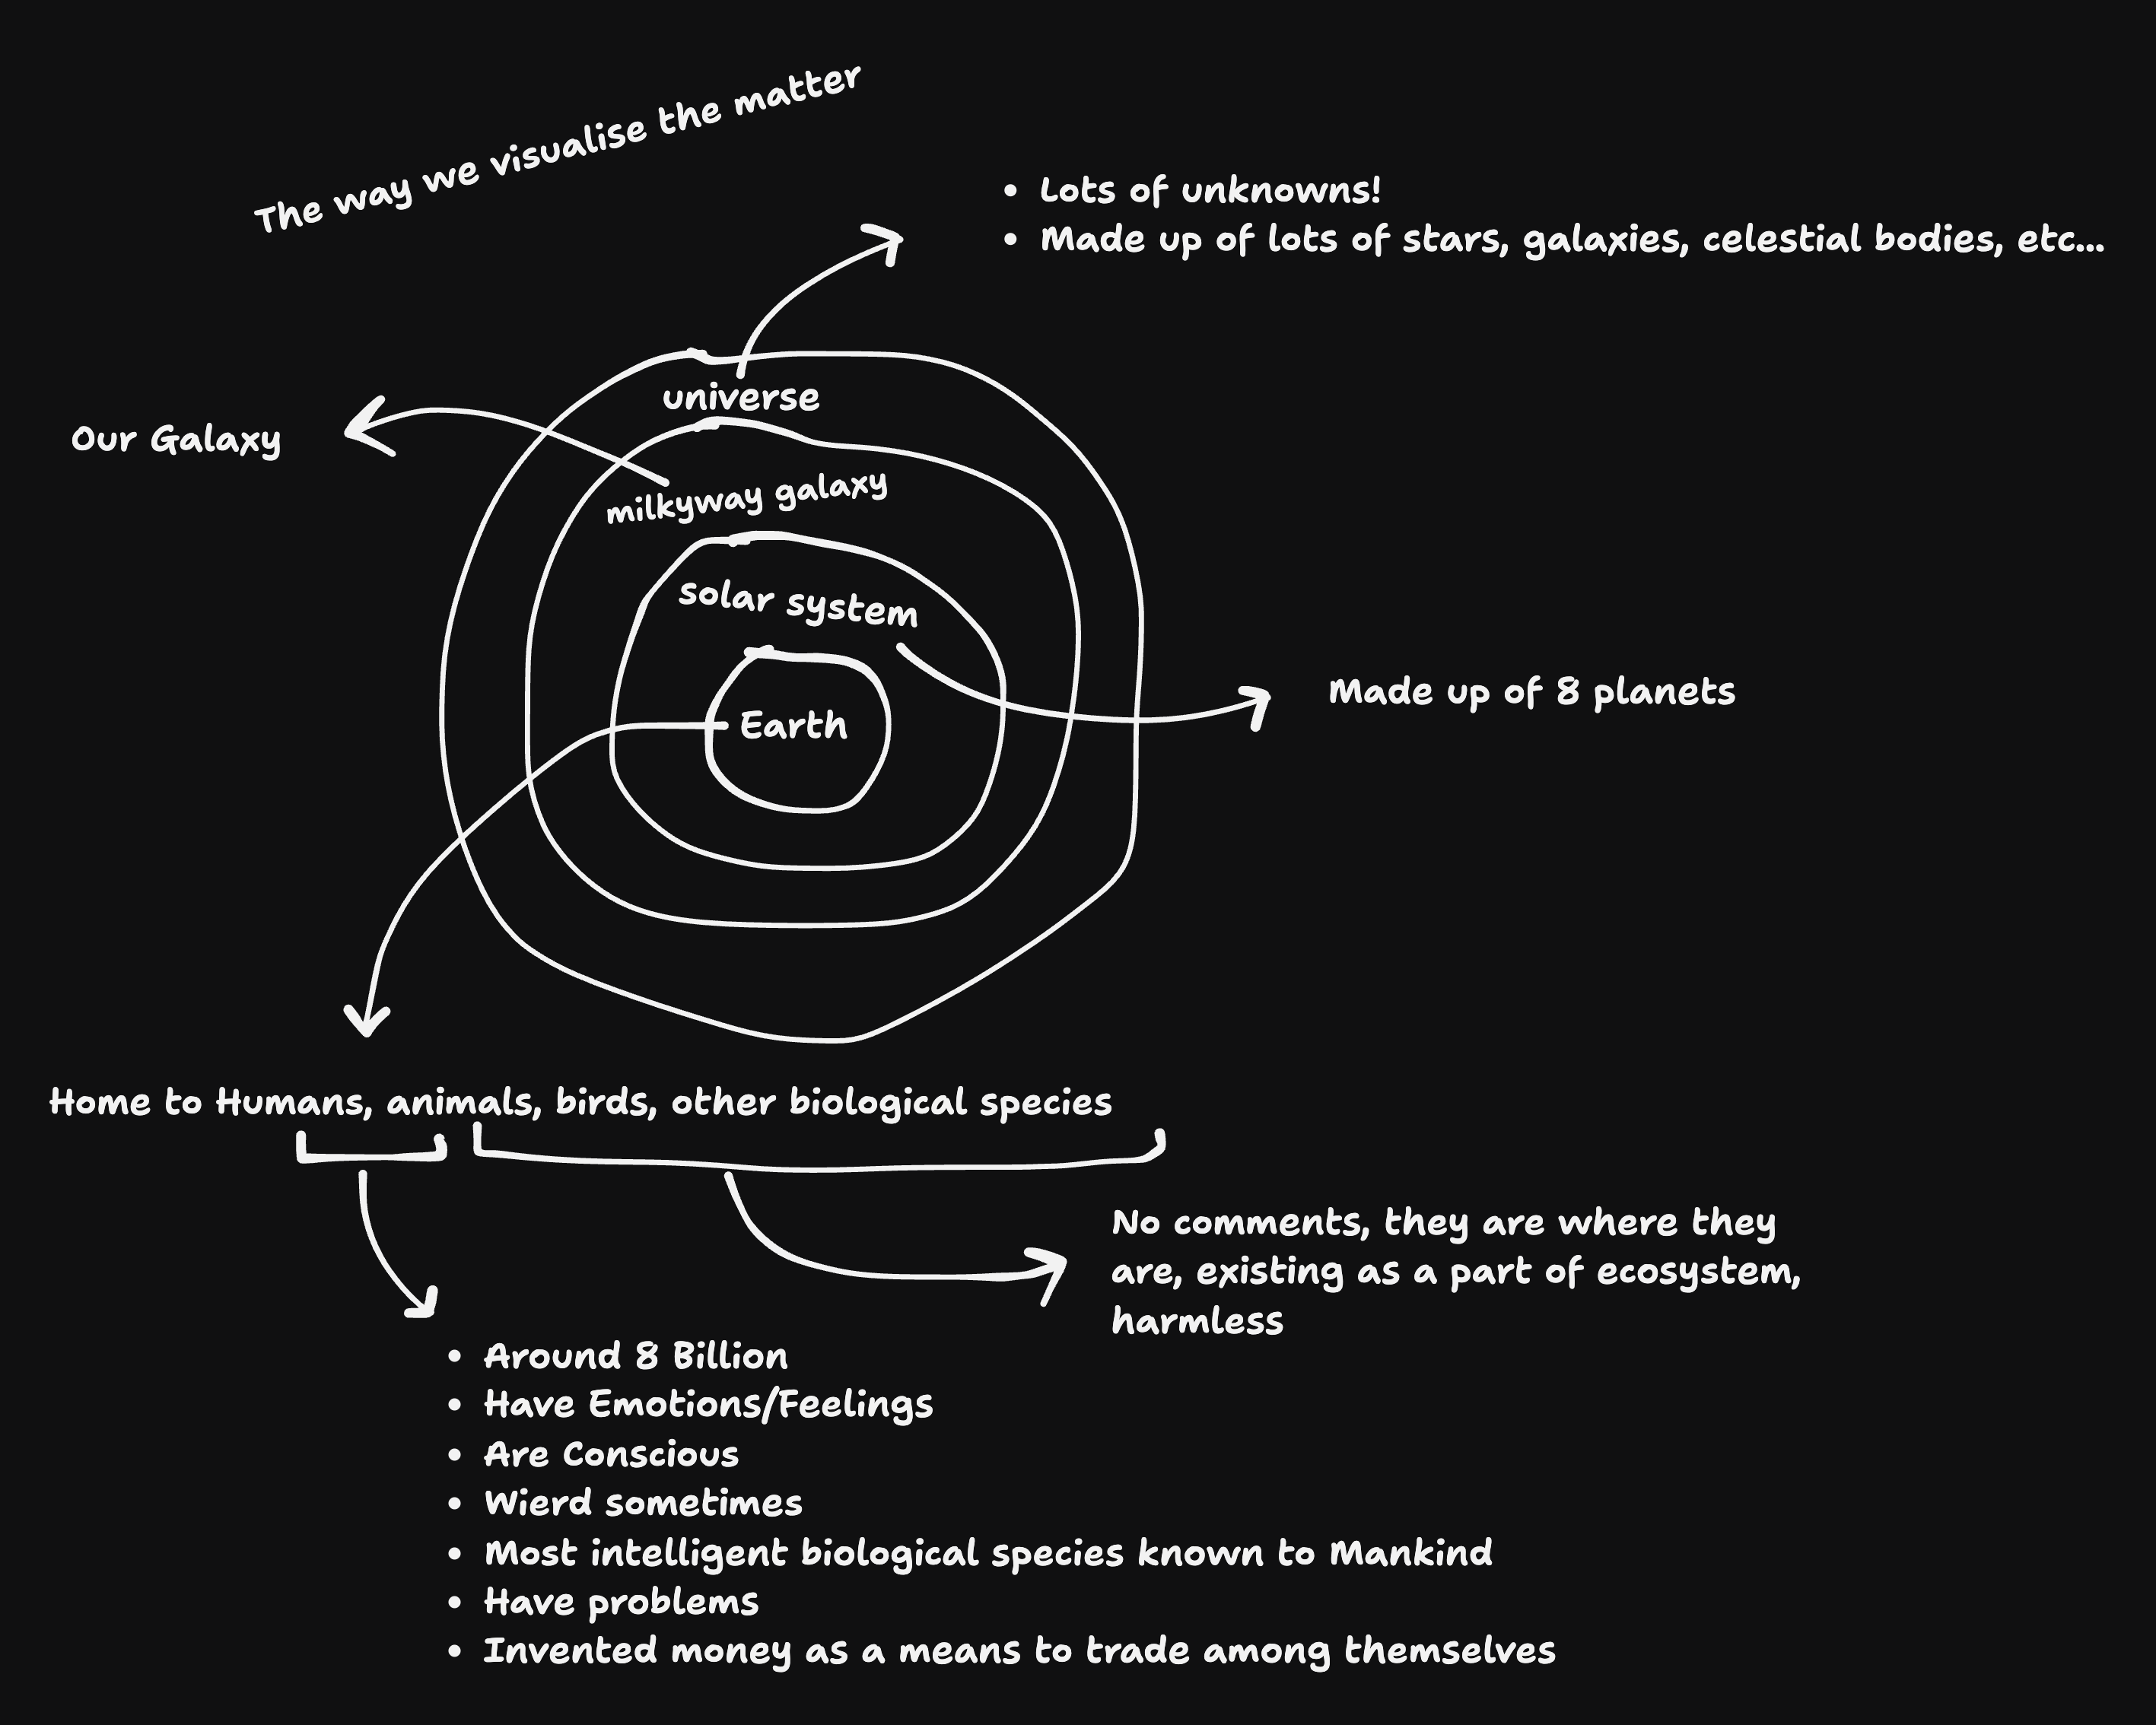 The way we visualise the matter
• Lots of unknowns!
• Made up of lots of stars, galaxies, celestial bodies, etc...
universe
Our Galaxy
milkyway galaxy
solar system
Made up of 8 planets
Earth
Home to Humans, animals, birds, other biological species
No comments, they are where they
are, existing as a part of ecosystem,
harmless
• Around 8 Billion
• Have Emotions/Feelings
• Are Conscious
• Wierd sometimes
• Most intelligent biological species known to Mankind
• Have problems
• Invented money as a means to trade among themselves